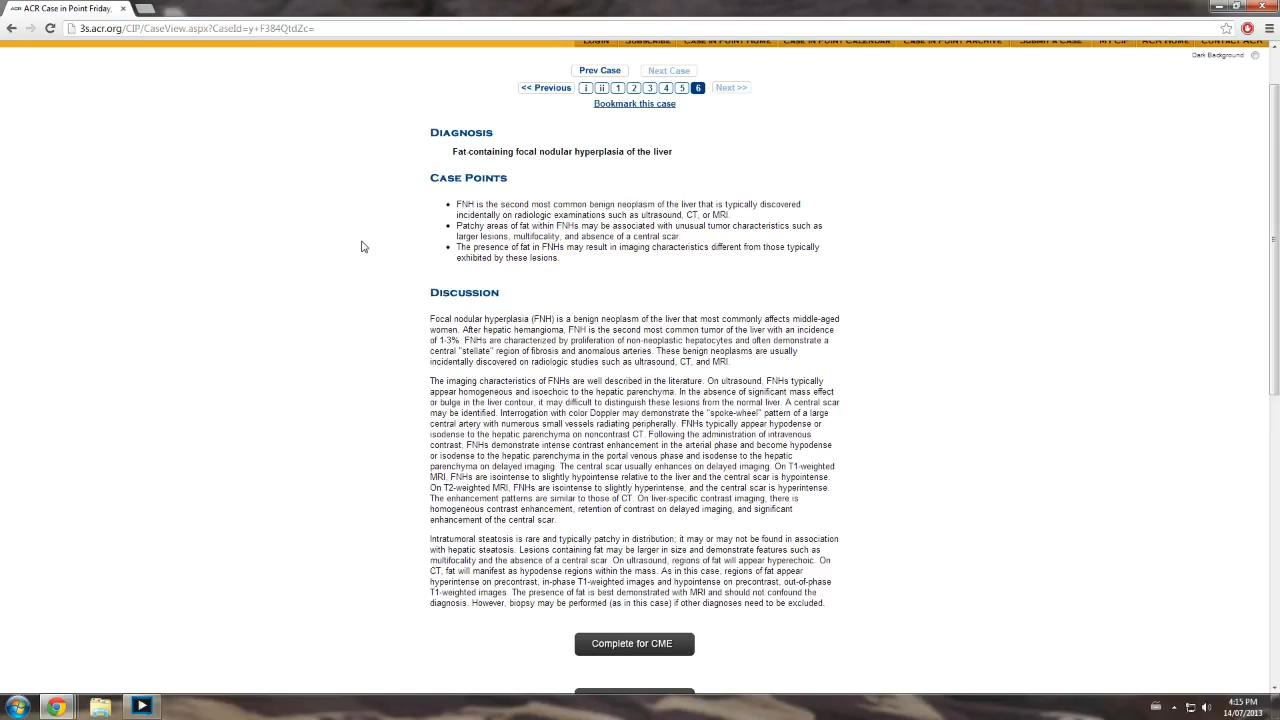 ACR Case in Point Friday,
3s.acr.org/CIP/CaseView.aspx?CaseId=y+F384QtdZc=
LOGIN SUBSCRIBE CASE IN POINT HOME CASE IN POINT CALENDAR CASE IN POINT ARCHIVE SUBMIT A CASE MY CIP ACR HOME CONTACT ACR
Dark Background
Prev Case Next Case
<< Previous i ii 1 2 3 4 5 6 Next >>
Bookmark this case
DIAGNOSIS
Fat-containing focal nodular hyperplasia of the liver
CASE POINTS
• FNH is the second most common benign neoplasm of the liver that is typically discovered
incidentally on radiologic examinations such as ultrasound, CT, or MRI.
• Patchy areas of fat within FNHs may be associated with unusual tumor characteristics such as
larger lesions, multifocality, and absence of a central scar.
• The presence of fat in FNHs may result in imaging characteristics different from those typically
exhibited by these lesions.
DISCUSSION
Focal nodular hyperplasia (FNH) is a benign neoplasm of the liver that most commonly affects middle-aged
women. After hepatic hemangioma, FNH is the second most common tumor of the liver with an incidence
of 1-3%. FNHs are characterized by proliferation of non-neoplastic hepatocytes and often demonstrate a
central "stellate" region of fibrosis and anomalous arteries. These benign neoplasms are usually
incidentally discovered on radiologic studies such as ultrasound, CT, and MRI.
The imaging characteristics of FNHs are well described in the literature. On ultrasound, FNHs typically
appear homogeneous and isoechoic to the hepatic parenchyma. In the absence of significant mass effect
or bulge in the liver contour, it may difficult to distinguish these lesions from the normal liver. A central scar
may be identified. Interrogation with color Doppler may demonstrate the "spoke-wheel" pattern of a large
central artery with numerous small vessels radiating peripherally. FNHs typically appear hypodense or
isodense to the hepatic parenchyma on noncontrast CT. Following the administration of intravenous
contrast, FNHs demonstrate intense contrast enhancement in the arterial phase and become hypodense
or isodense to the hepatic parenchyma in the portal venous phase and isodense to the hepatic
parenchyma on delayed imaging. The central scar usually enhances on delayed imaging. On T1-weighted
MRI, FNHs are isointense to slightly hypointense relative to the liver and the central scar is hypointense.
On T2-weighted MRI, FNHs are isointense to slightly hyperintense, and the central scar is hyperintense.
The enhancement patterns are similar to those of CT. On liver-specific contrast imaging, there is
homogeneous contrast enhancement, retention of contrast on delayed imaging, and significant
enhancement of the central scar.
Intratumoral steatosis is rare and typically patchy in distribution; it may or may not be found in association
with hepatic steatosis. Lesions containing fat may be larger in size and demonstrate features such as
multifocality and the absence of a central scar. On ultrasound, regions of fat will appear hyperechoic. On
CT, fat will manifest as hypodense regions within the mass. As in this case, regions of fat appear
hyperintense on precontrast, in-phase T1-weighted images and hypointense on precontrast, out-of-phase
T1-weighted images. The presence of fat is best demonstrated with MRI and should not confound the
diagnosis. However, biopsy may be performed (as in this case) if other diagnoses need to be excluded.
Complete for CME
4:15 PM
14/07/2013